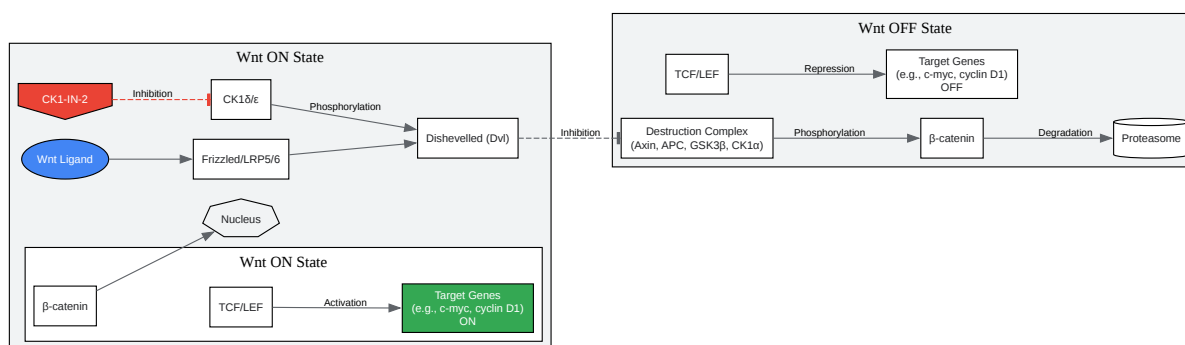 Wnt ON State
CK1-IN-2
Inhibition
CK1δ/ε
Phosphorylation
Wnt Ligand
Frizzled/LRP5/6
Dishevelled (Dvl)
Inhibition
Nucleus
Wnt ON State
β-catenin
TCF/LEF
Activation
Target Genes
(e.g., c-myc, cyclin D1)
ON
Wnt OFF State
TCF/LEF
Repression
Target Genes
(e.g., c-myc, cyclin D1)
OFF
Destruction Complex
(Axin, APC, GSK3β, CK1α)
Phosphorylation
β-catenin
Degradation
Proteasome